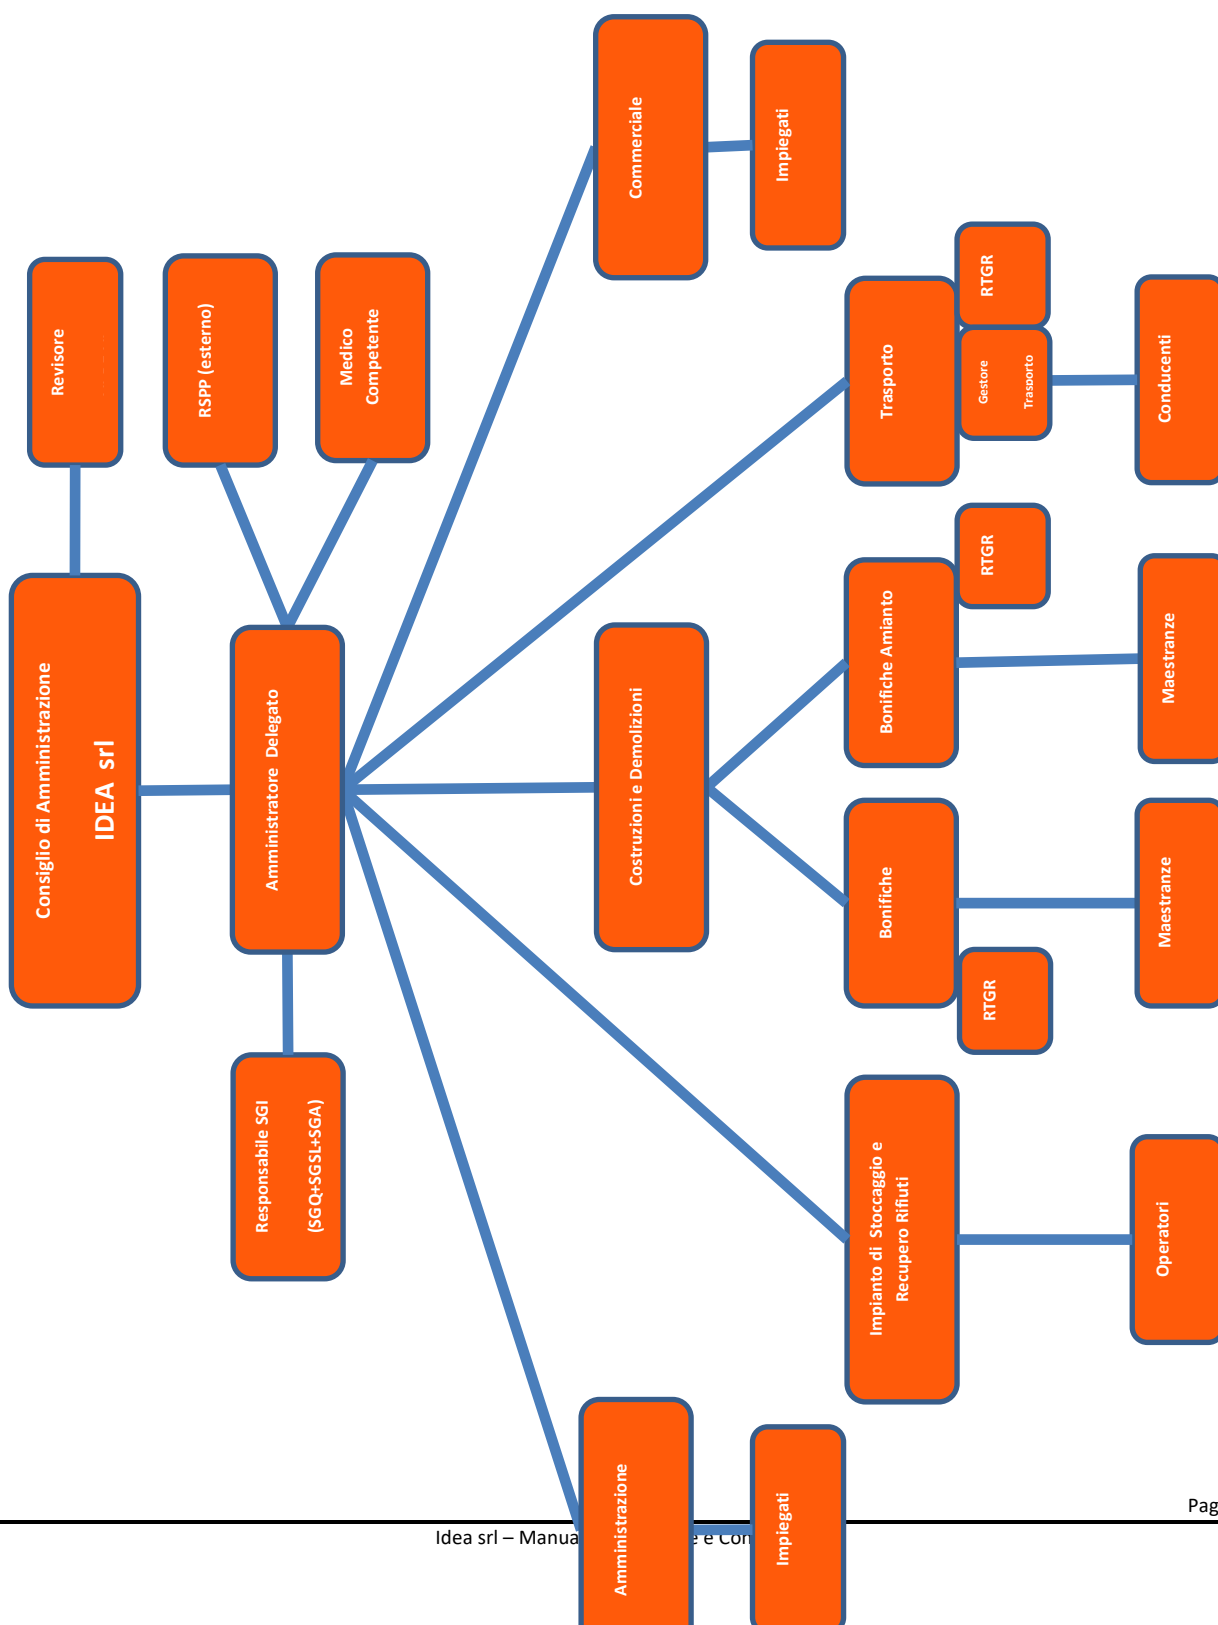 Consiglio di Amministrazione
IDEA srl
Revisore
Amministratore Delegato
RSPP (esterno)
Medico
Competente
Responsabile SGI
(SGQ+SGSL+SGA)
Amministrazione
Impiegati
Impianto di Stoccaggio e
Recupero Rifiuti
Operatori
Costruzioni e Demolizioni
Bonifiche
RTGR
Maestranze
Bonifiche Amianto
RTGR
Maestranze
Trasporto
Gestore
Trasporto
RTGR
Conducenti
Commerciale
Impiegati
Pag
Idea srl – Manua
e e Con